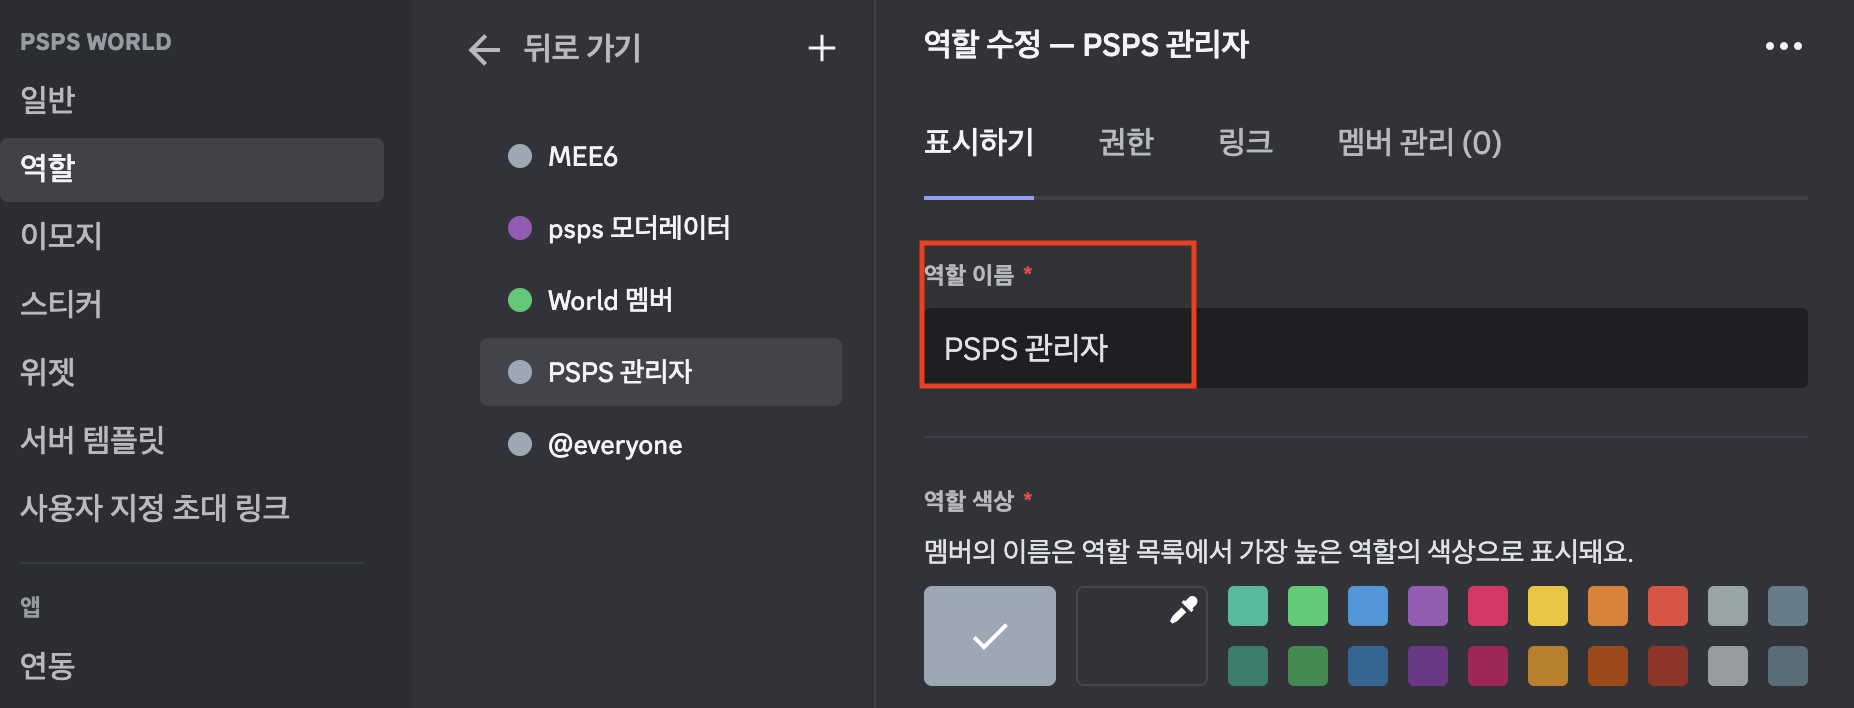 PSPS WORLD
일반
역할
이모지
스티커
위젯
서버 템플릿
사용자 지정 초대 링크
앱
연동
뒤로 가기
MEE6
psps 모더레이터
World 멤버
PSPS 관리자
@everyone
역할 수정 — PSPS 관리자
표시하기 권한 링크 멤버 관리 (0)
역할 이름 *
PSPS 관리자
역할 색상 *
멤버의 이름은 역할 목록에서 가장 높은 역할의 색상으로 표시돼요.